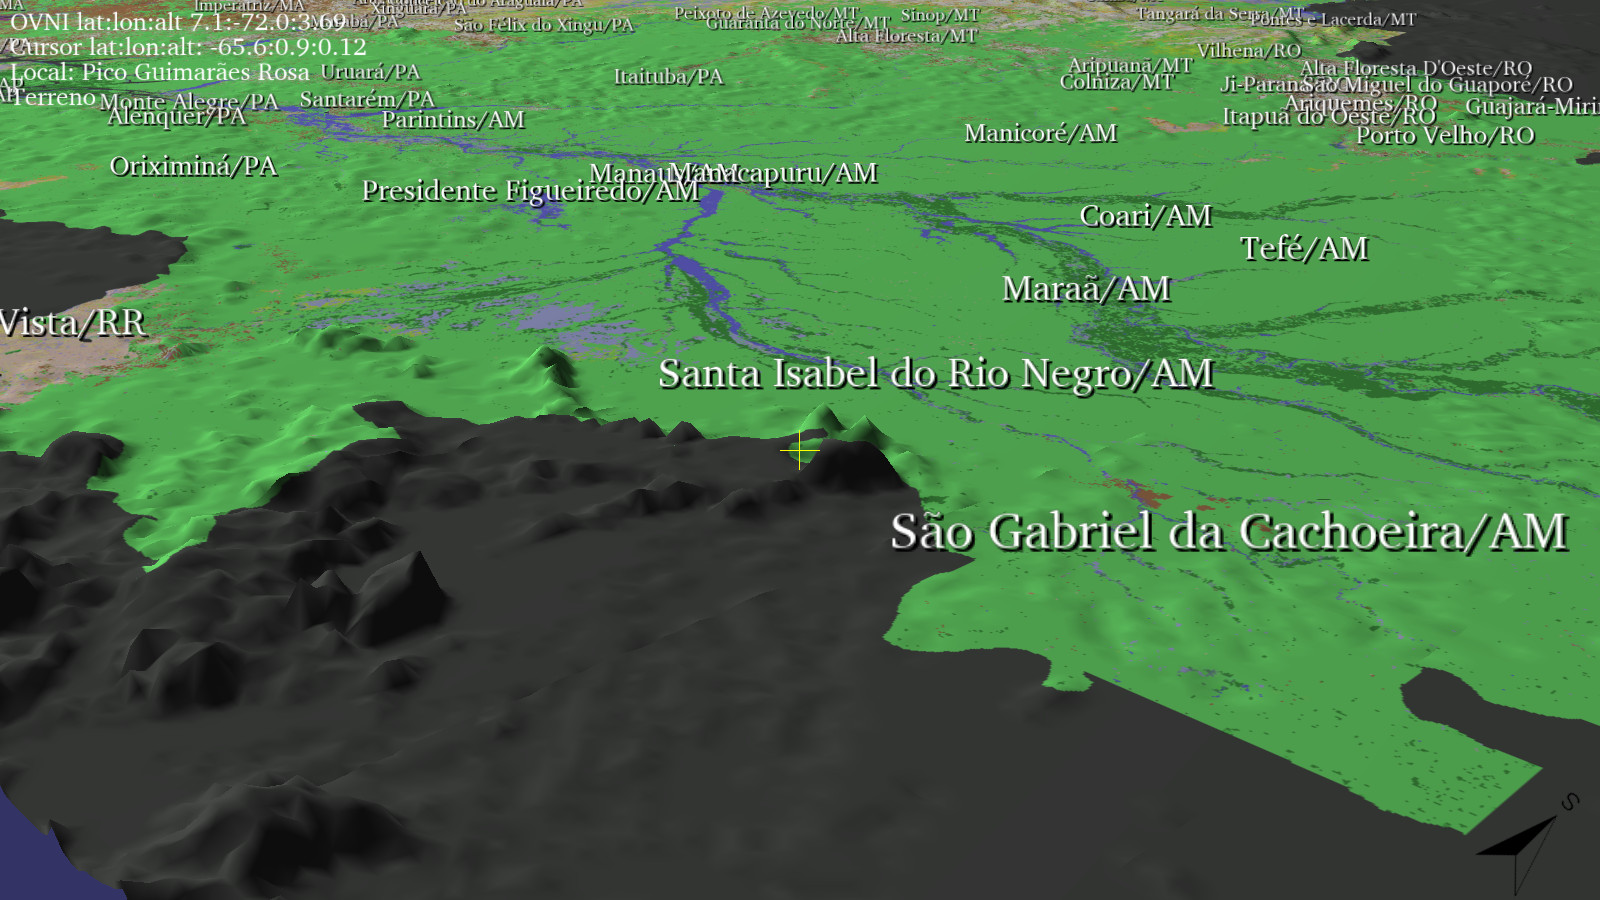 Imperatriz/MA
Xinguara/PA
OVNI lat:lon:alt 7.1:-72.0:3.69
São Félix do Xingu/PA
Peixoto de Azevedo/MT
Guarantã do Norte/MT
Sinop/MT
Alta Floresta/MT
Tangará da Serra/MT
Pontes e Lacerda/MT
Cursor lat:lon:alt: -65.6:0.9:0.12
Vilhena/RO
Local: Pico Guimarães Rosa
Uruará/PA
Itaituba/PA
Aripuanã/MT
Colniza/MT
Alta Floresta D'Oeste/RO
São Miguel do Guaporé/RO
Terreno
Monte Alegre/PA
Santarém/PA
Ariquemes/RO
Alenquer/PA
Parintins/AM
Itapuã do Oeste/RO
Manicoré/AM
Porto Velho/RO
Oriximiná/PA
Manaus/AM
Manacapuru/AM
Presidente Figueiredo/AM
Coari/AM
Tefé/AM
Maraã/AM
Vista/RR
Santa Isabel do Rio Negro/AM
São Gabriel da Cachoeira/AM
S